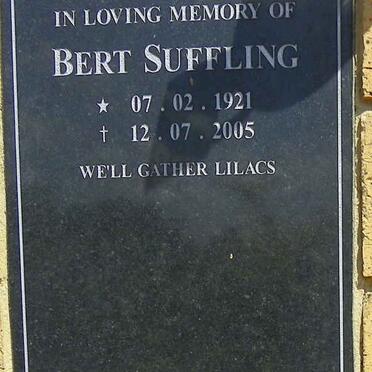 IN LOVING MEMORY OF
BERT SUFFLING
★ 07 . 02 . 1921
† 12 . 07 . 2005
WE'LL GATHER LILACS